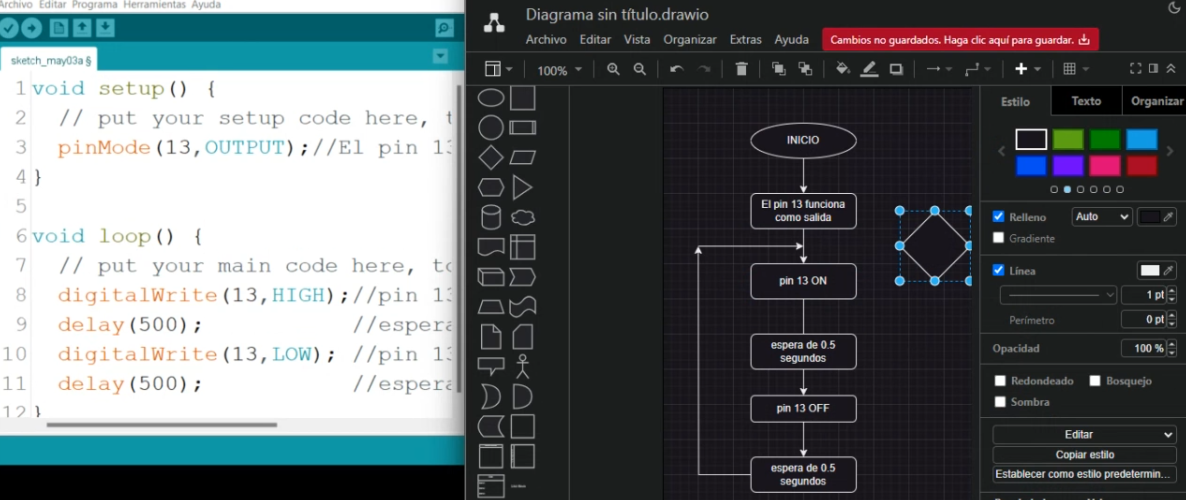 Archivo Editar Programa Herramientas Ayuda
sketch_may03a §
1 void setup() {
2 // put your setup code here, t
3 pinMode(13,OUTPUT);//El pin 13
4 }
5
6 void loop() {
7 // put your main code here, to
8 digitalWrite(13,HIGH);//pin 13
9 delay(500); //espera
10 digitalWrite(13,LOW); //pin 13
11 delay(500); //espera
12 }
Diagrama sin título.drawio
Archivo Editar Vista Organizar Extras Ayuda
Cambios no guardados. Haga clic aquí para guardar.
100%
INICIO
El pin 13 funciona
como salida
pin 13 ON
espera de 0.5
segundos
pin 13 OFF
espera de 0.5
segundos
Estilo Texto Organizar
Relleno Auto
Gradiente
Línea
1 pt
Perímetro 0 pt
Opacidad 100 %
Redondeado Bosquejo
Sombra
Editar
Copiar estilo
Establecer como estilo predetermin...